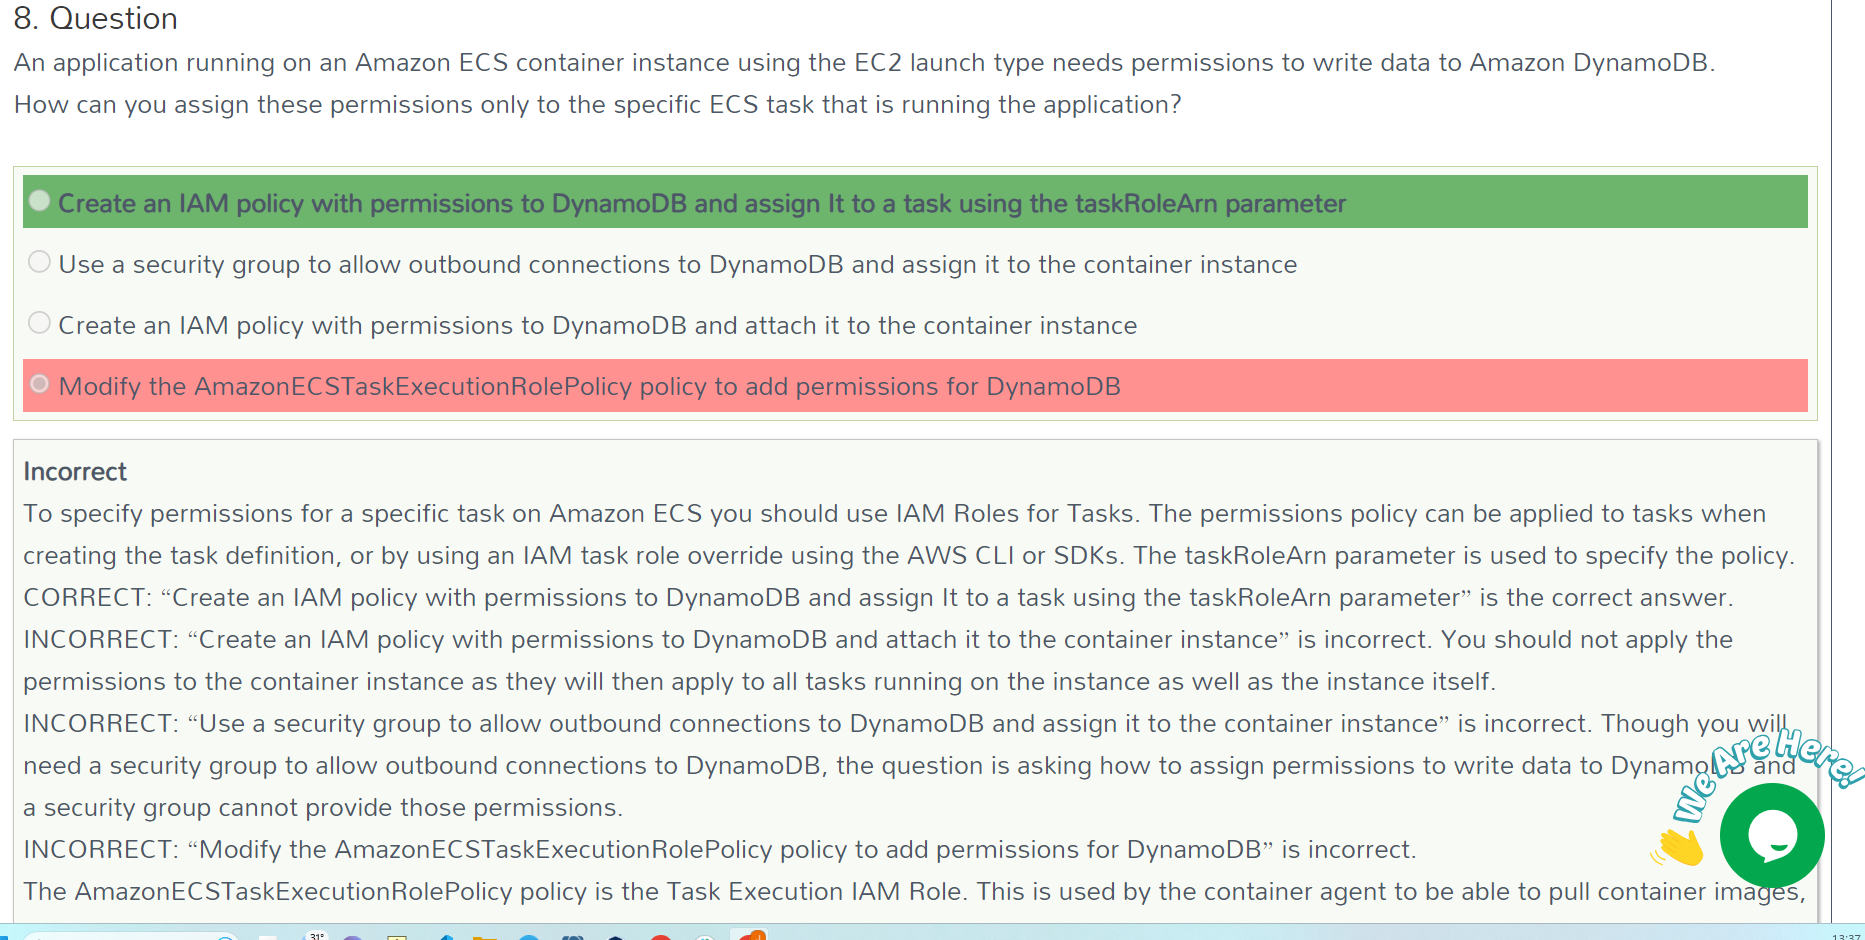 8. Question
An application running on an Amazon ECS container instance using the EC2 launch type needs permissions to write data to Amazon DynamoDB.
How can you assign these permissions only to the specific ECS task that is running the application?
Create an IAM policy with permissions to DynamoDB and assign It to a task using the taskRoleArn parameter
Use a security group to allow outbound connections to DynamoDB and assign it to the container instance
Create an IAM policy with permissions to DynamoDB and attach it to the container instance
Modify the AmazonECSTaskExecutionRolePolicy policy to add permissions for DynamoDB
Incorrect
To specify permissions for a specific task on Amazon ECS you should use IAM Roles for Tasks. The permissions policy can be applied to tasks when
creating the task definition, or by using an IAM task role override using the AWS CLI or SDKs. The taskRoleArn parameter is used to specify the policy.
CORRECT: “Create an IAM policy with permissions to DynamoDB and assign It to a task using the taskRoleArn parameter” is the correct answer.
INCORRECT: “Create an IAM policy with permissions to DynamoDB and attach it to the container instance” is incorrect. You should not apply the
permissions to the container instance as they will then apply to all tasks running on the instance as well as the instance itself.
INCORRECT: “Use a security group to allow outbound connections to DynamoDB and assign it to the container instance” is incorrect. Though you will
need a security group to allow outbound connections to DynamoDB, the question is asking how to assign permissions to write data to DynamoDB and
a security group cannot provide those permissions.
INCORRECT: “Modify the AmazonECSTaskExecutionRolePolicy policy to add permissions for DynamoDB” is incorrect.
The AmazonECSTaskExecutionRolePolicy policy is the Task Execution IAM Role. This is used by the container agent to be able to pull container images,
We Are Here!
31°
13:37